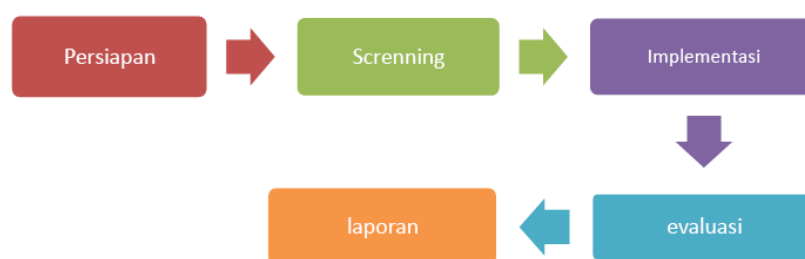 Persiapan
Screnning
Implementasi
evaluasi
laporan